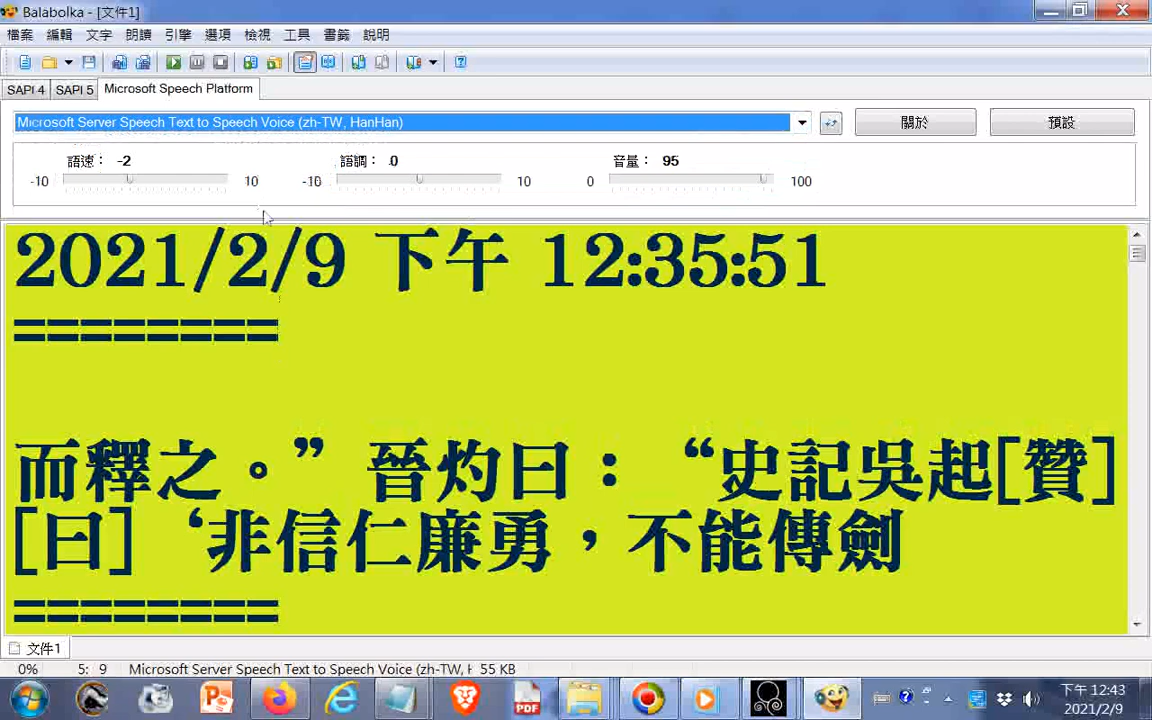 Balabolka - [文件1]
檔案 編輯 文字 朗讀 引擎 選項 檢視 工具 書籤 說明
SAPI 4 SAPI 5 Microsoft Speech Platform
Microsoft Server Speech Text to Speech Voice (zh-TW, HanHan) 關於 預設
語速： -2 語調： 0 音量： 95
-10 10 -10 10 0 100
2021/2/9 下午 12:35:51
========
而釋之。” 晉灼曰： “史記吳起[贊]
[曰] ‘非信仁廉勇，不能傳劍
========
文件1
0% 5: 9 Microsoft Server Speech Text to Speech Voice (zh-TW, H 55 KB
PDF
下午 12:43
2021/2/9